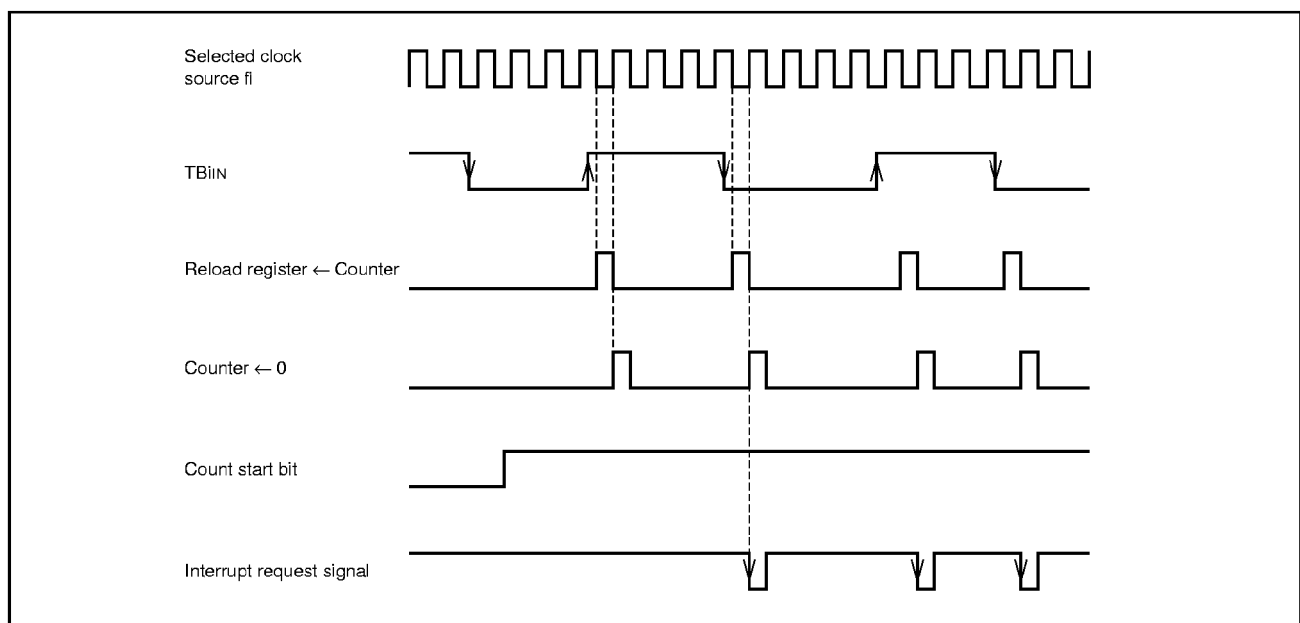 Selected clock
source fI
TBiIN
Reload register ← Counter
Counter ← 0
Count start bit
Interrupt request signal